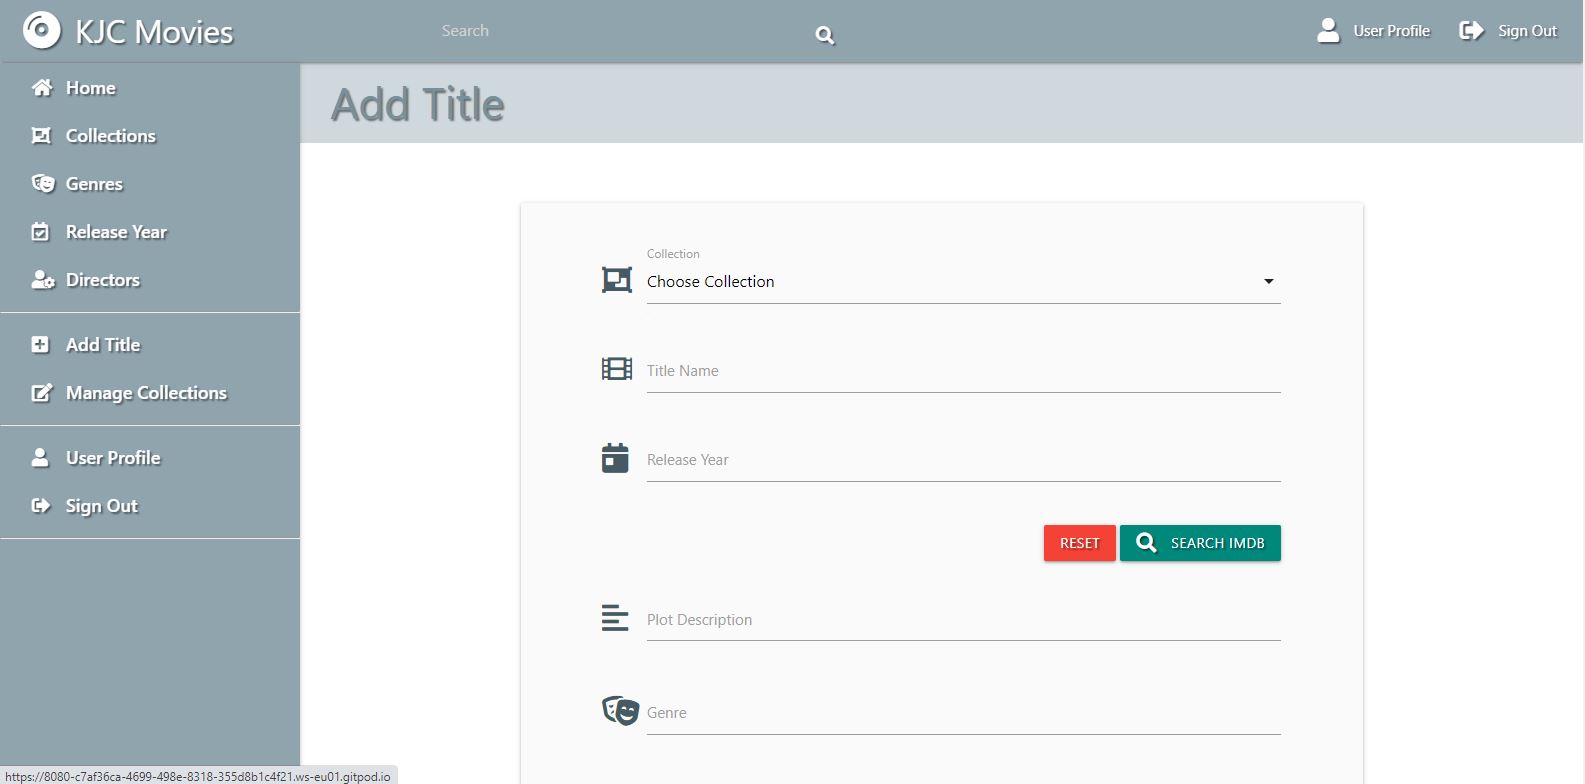 KJC Movies
Search
User Profile
Sign Out
Home
Collections
Genres
Release Year
Directors
Add Title
Manage Collections
User Profile
Sign Out
Add Title
Collection
Choose Collection
Title Name
Release Year
RESET
SEARCH IMDB
Plot Description
Genre
https://8080-c7af36ca-4699-498e-8318-355d8b1c4f21.ws-eu01.gitpod.io